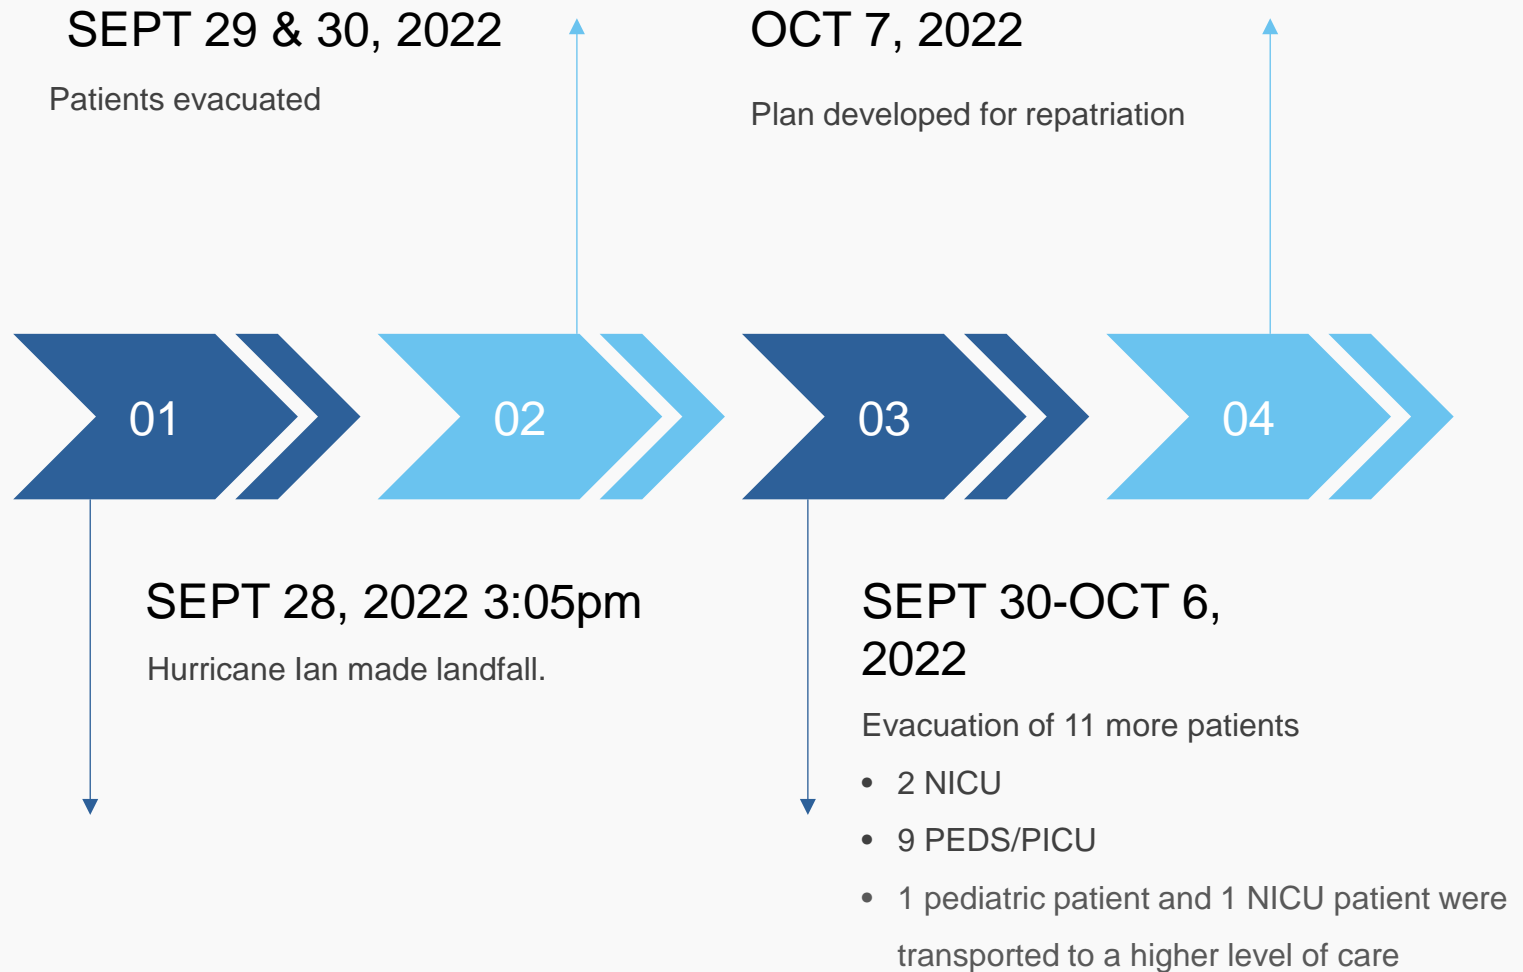 SEPT 29 & 30, 2022
Patients evacuated
OCT 7, 2022
Plan developed for repatriation
01
02
03
04
SEPT 28, 2022 3:05pm
Hurricane Ian made landfall.
SEPT 30-OCT 6,
2022
Evacuation of 11 more patients
• 2 NICU
• 9 PEDS/PICU
• 1 pediatric patient and 1 NICU patient were
transported to a higher level of care